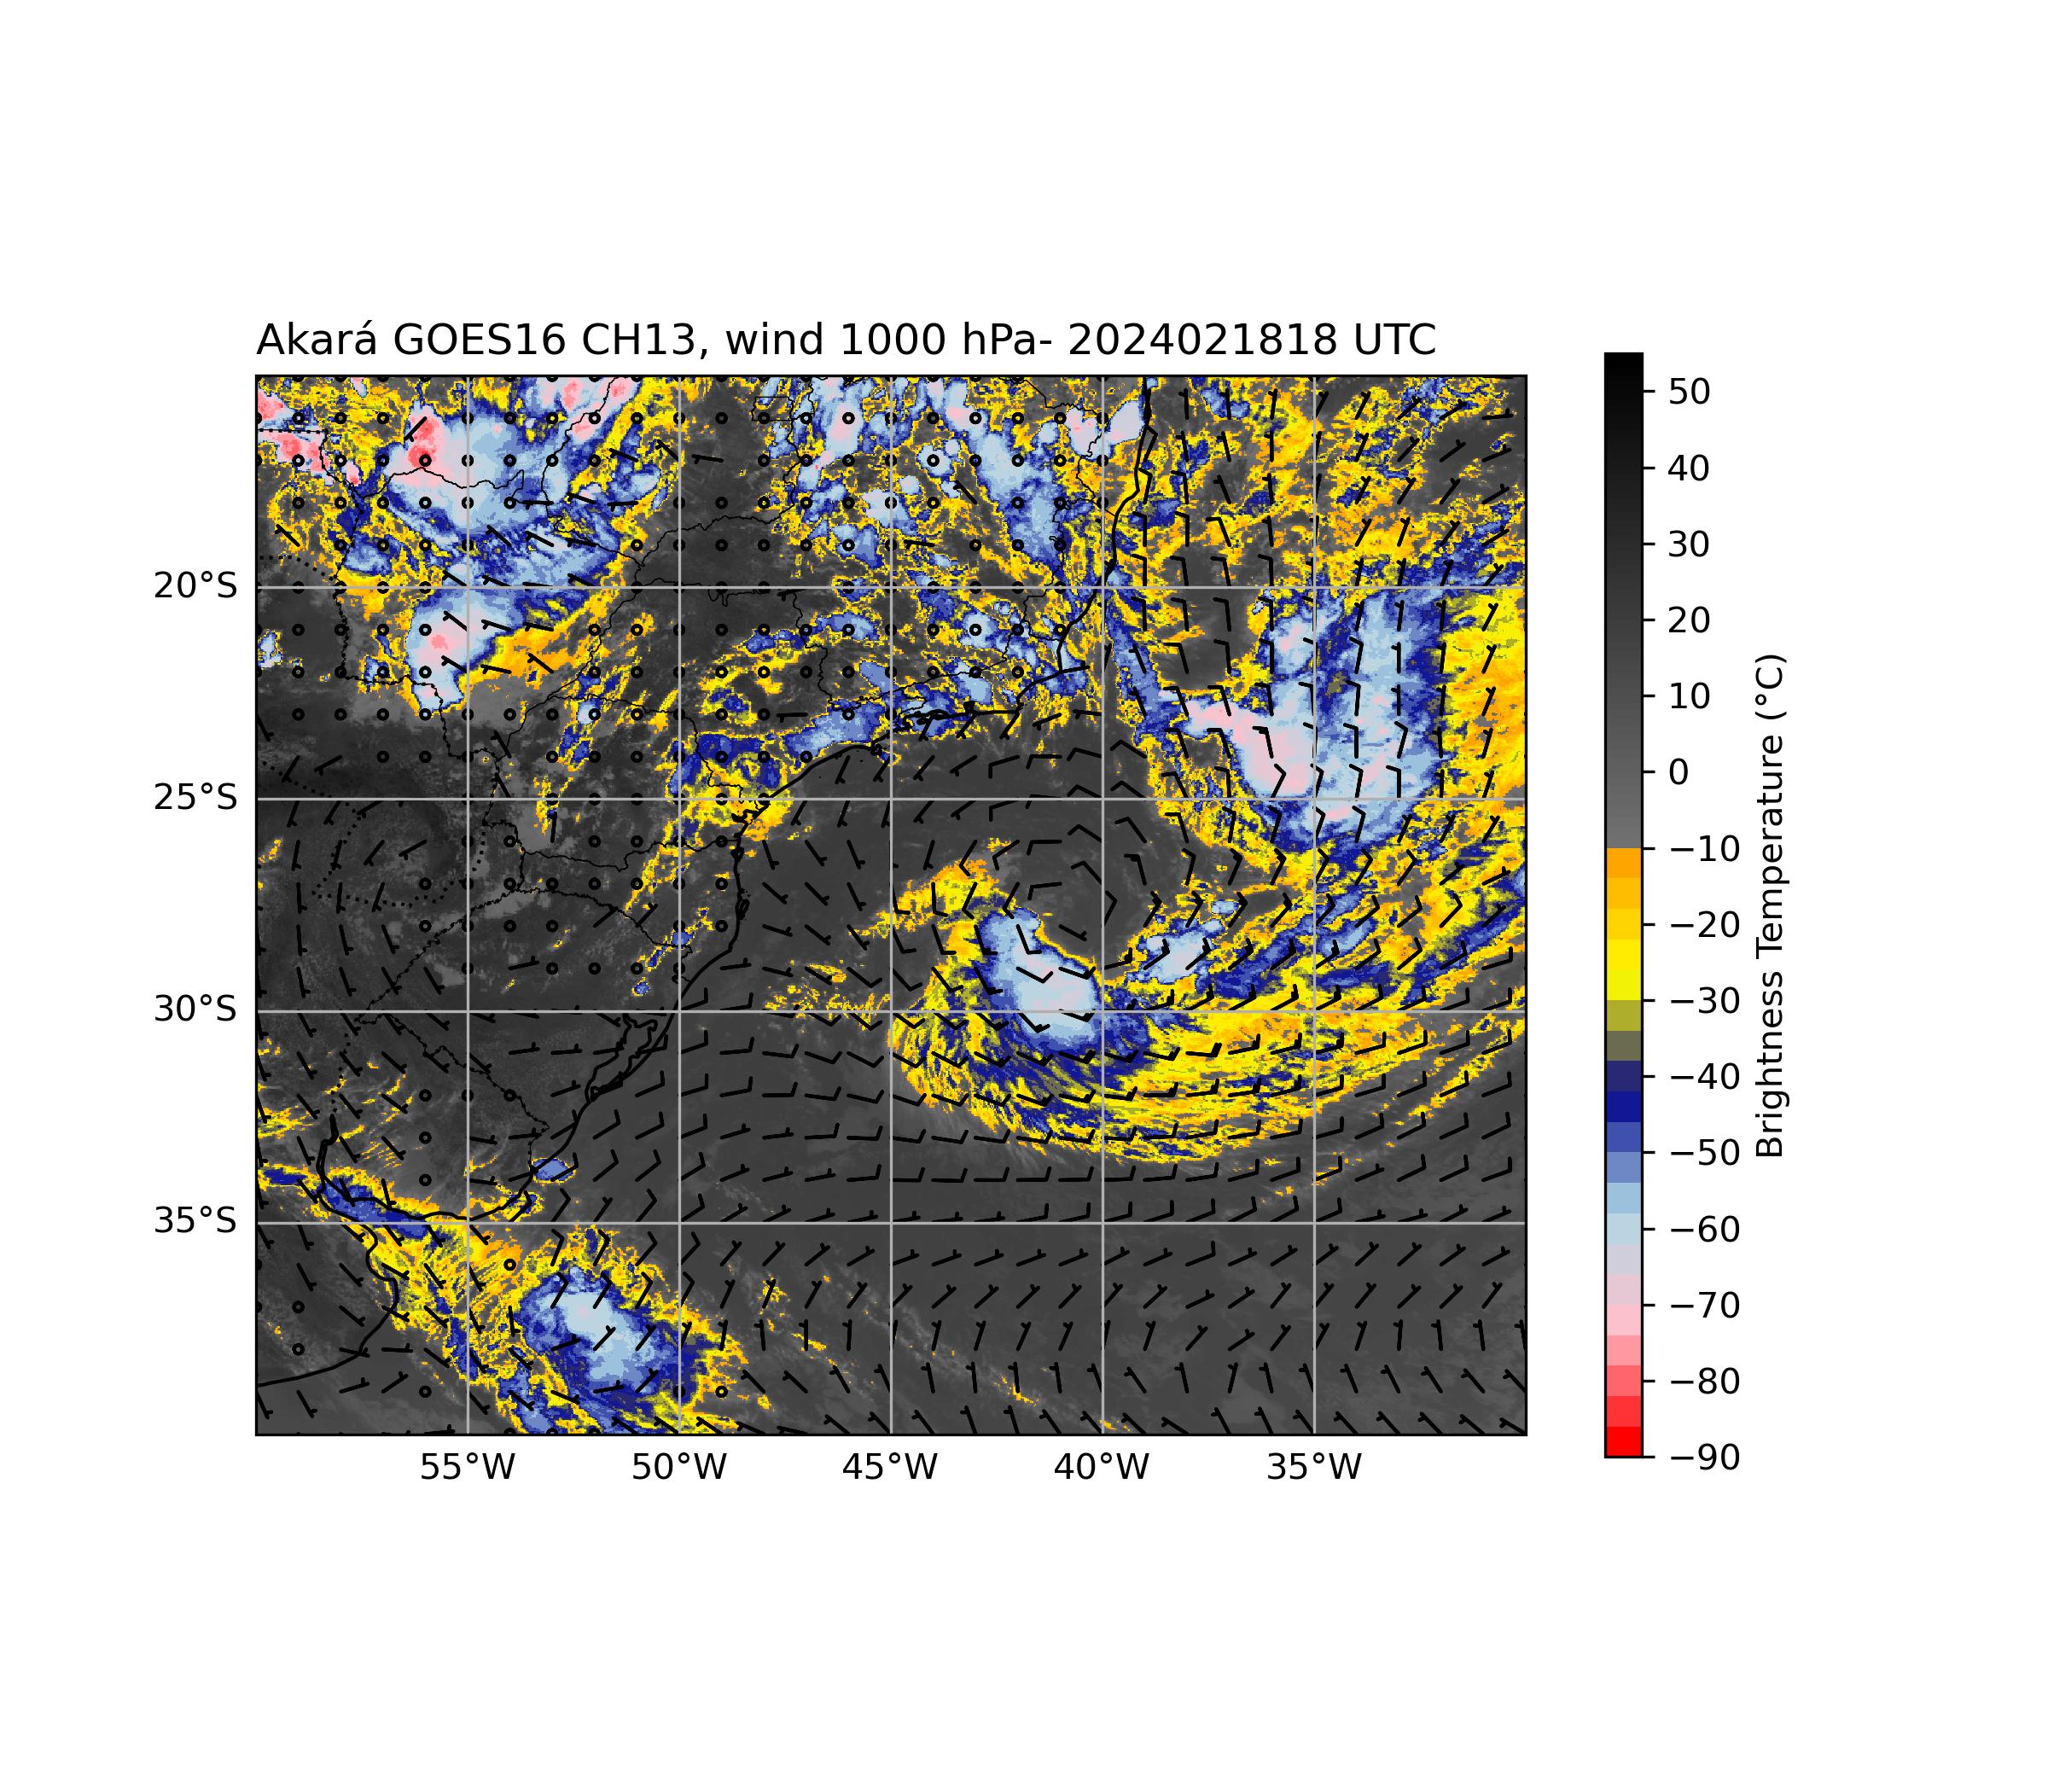 Akará GOES16 CH13, wind 1000 hPa- 2024021818 UTC
20°S
25°S
30°S
35°S
55°W
50°W
45°W
40°W
35°W
50
40
30
20
10
0
−10
−20
−30
−40
−50
−60
−70
−80
−90
Brightness Temperature (°C)